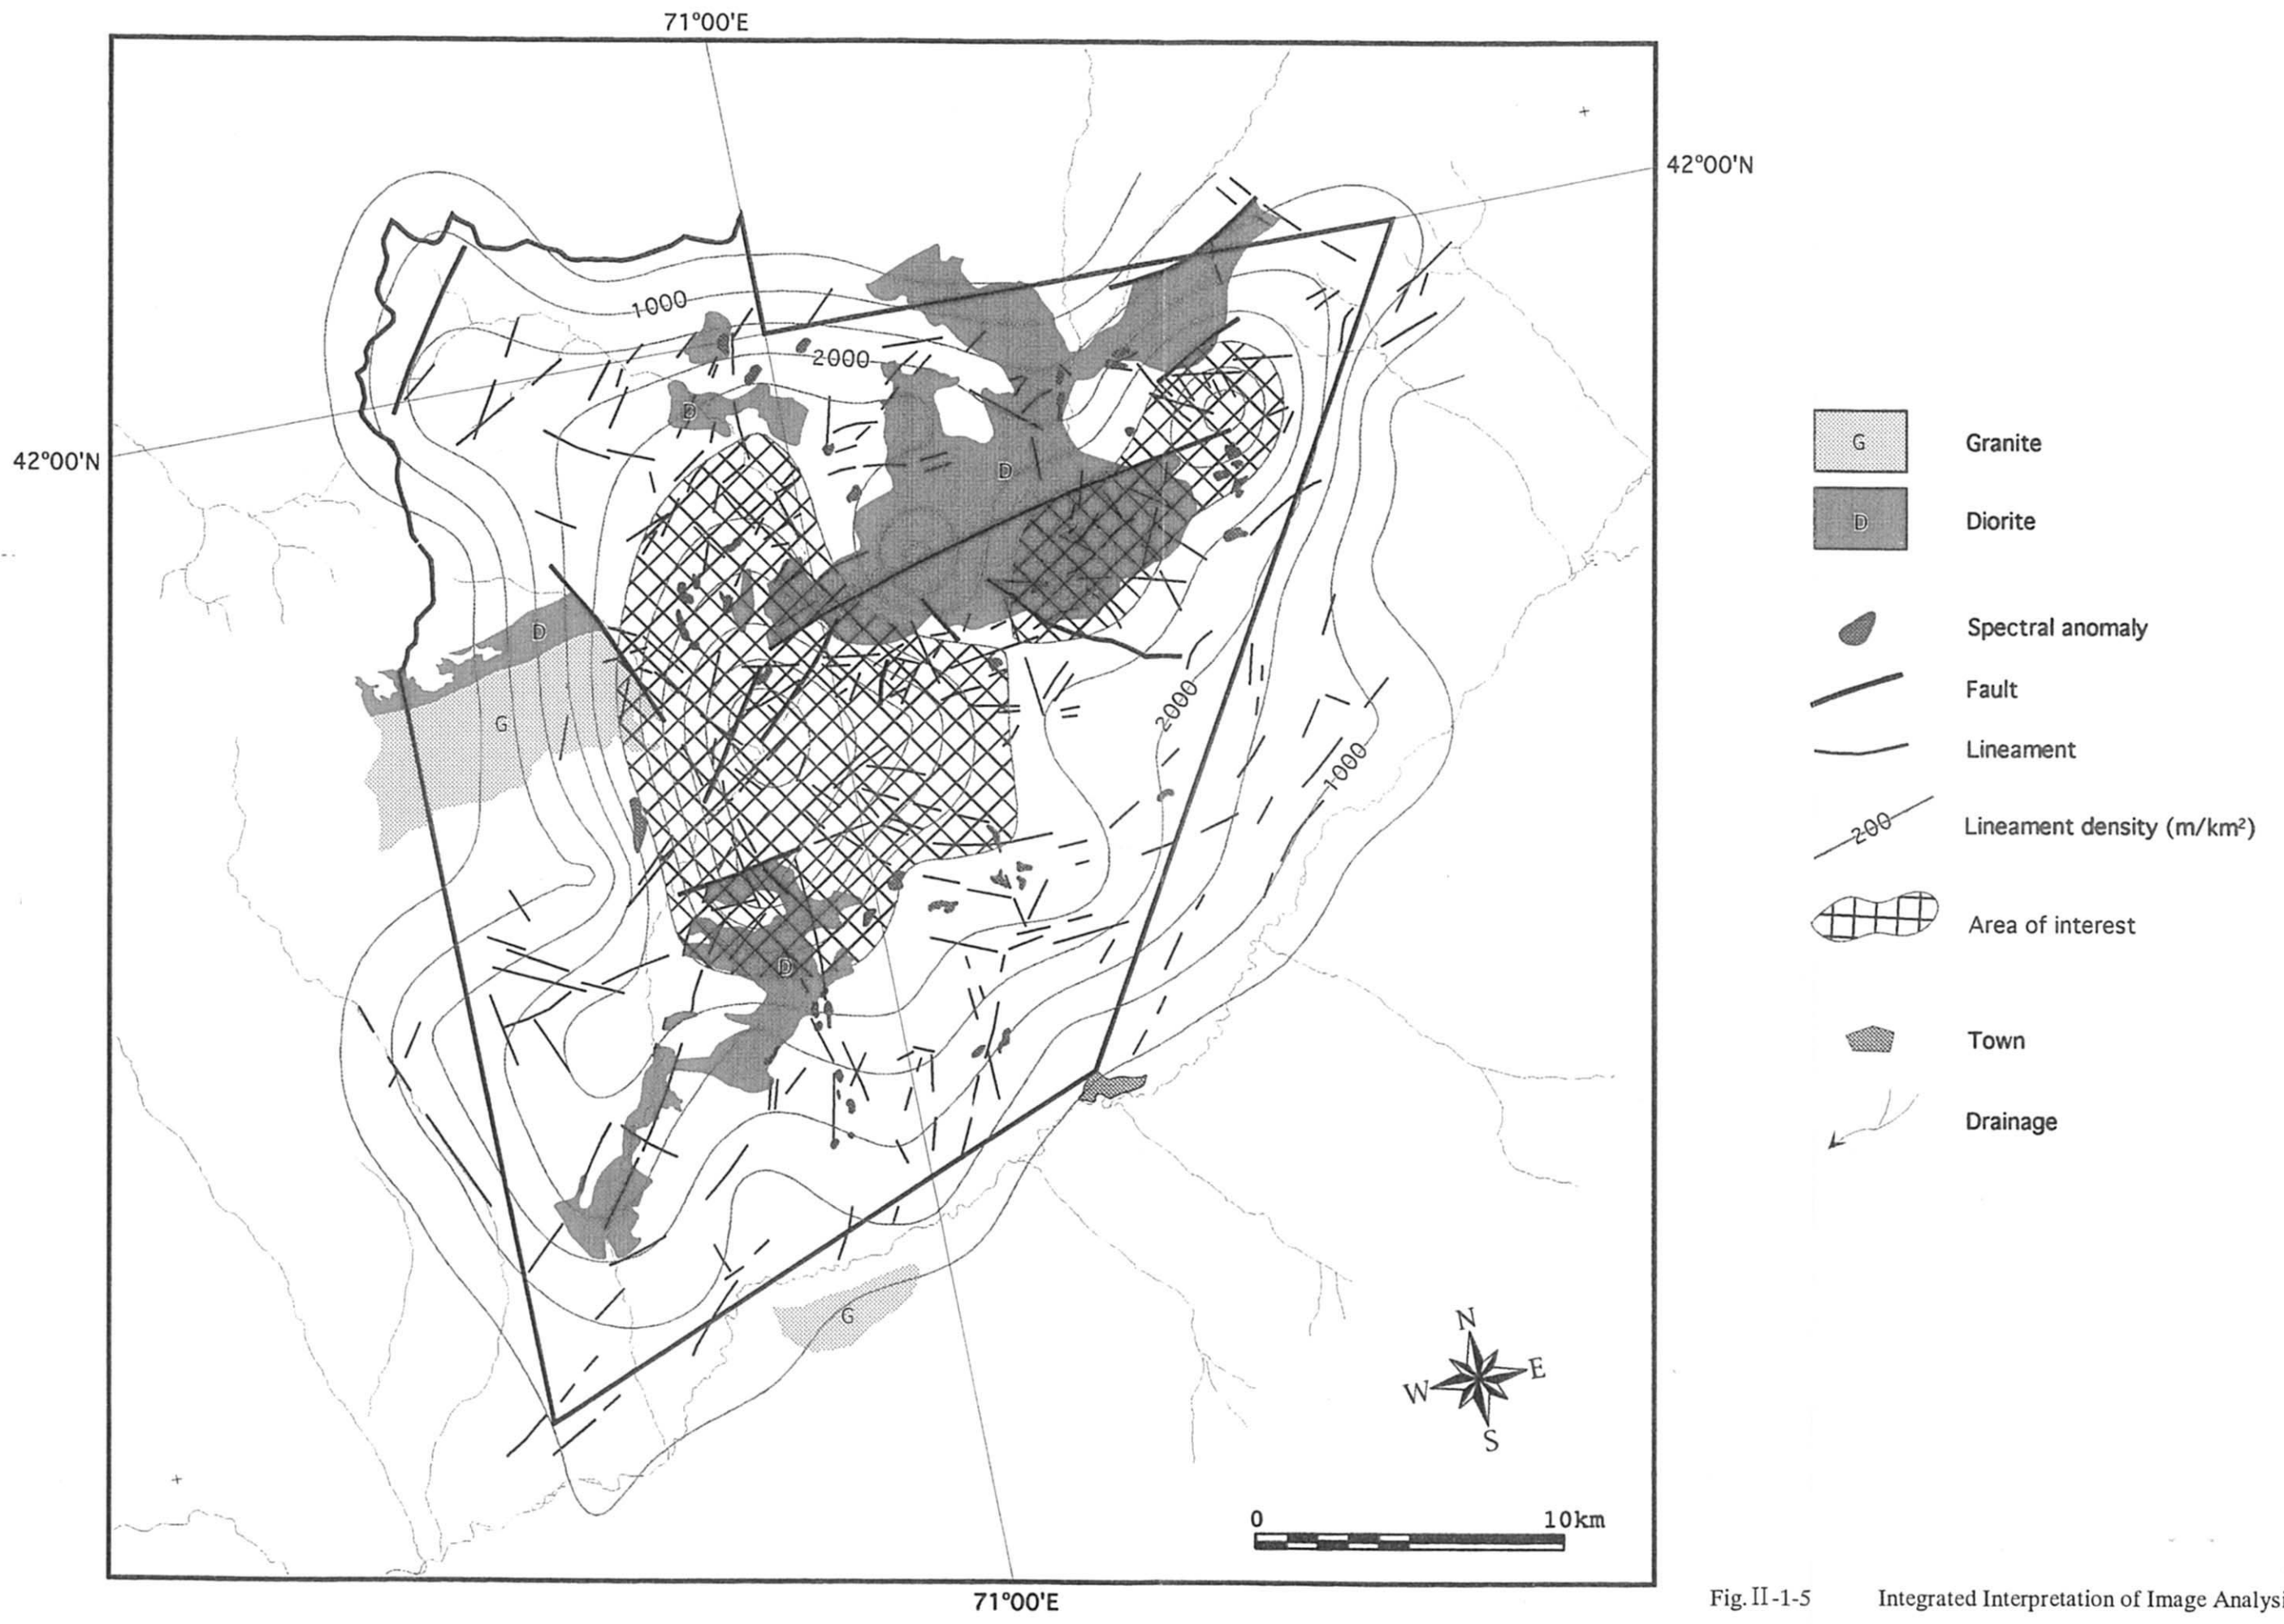 71°00'E
42°00'N
1000
2000
D
D
42°00'N
D
G
2000
1000
D
G
N
W
E
S
0 10km
71°00'E
G Granite
D Diorite
Spectral anomaly
Fault
Lineament
200 Lineament density (m/km²)
Area of interest
Town
Drainage
Fig.II-1-5 Integrated Interpretation of Image Analysi